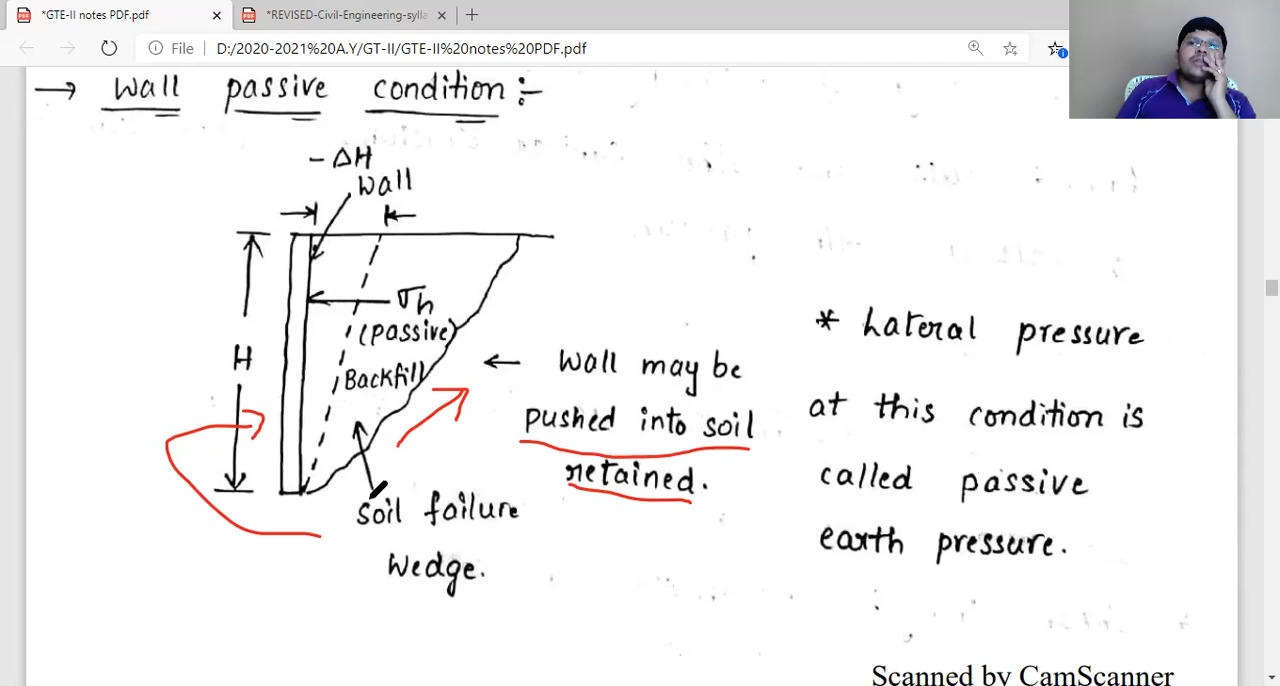 *GTE-II notes PDF.pdf
*REVISED-Civil-Engineering-sylla
File
D:/2020-2021%20A.Y/GT-II/GTE-II%20notes%20PDF.pdf
→ Wall passive condition :-
- ΔH
Wall
σh
(passive)
H
Backfill
← Wall may be
pushed into soil
retained.
soil failure
wedge.
* Lateral pressure
at this condition is
called passive
earth pressure.
Scanned by CamScanner